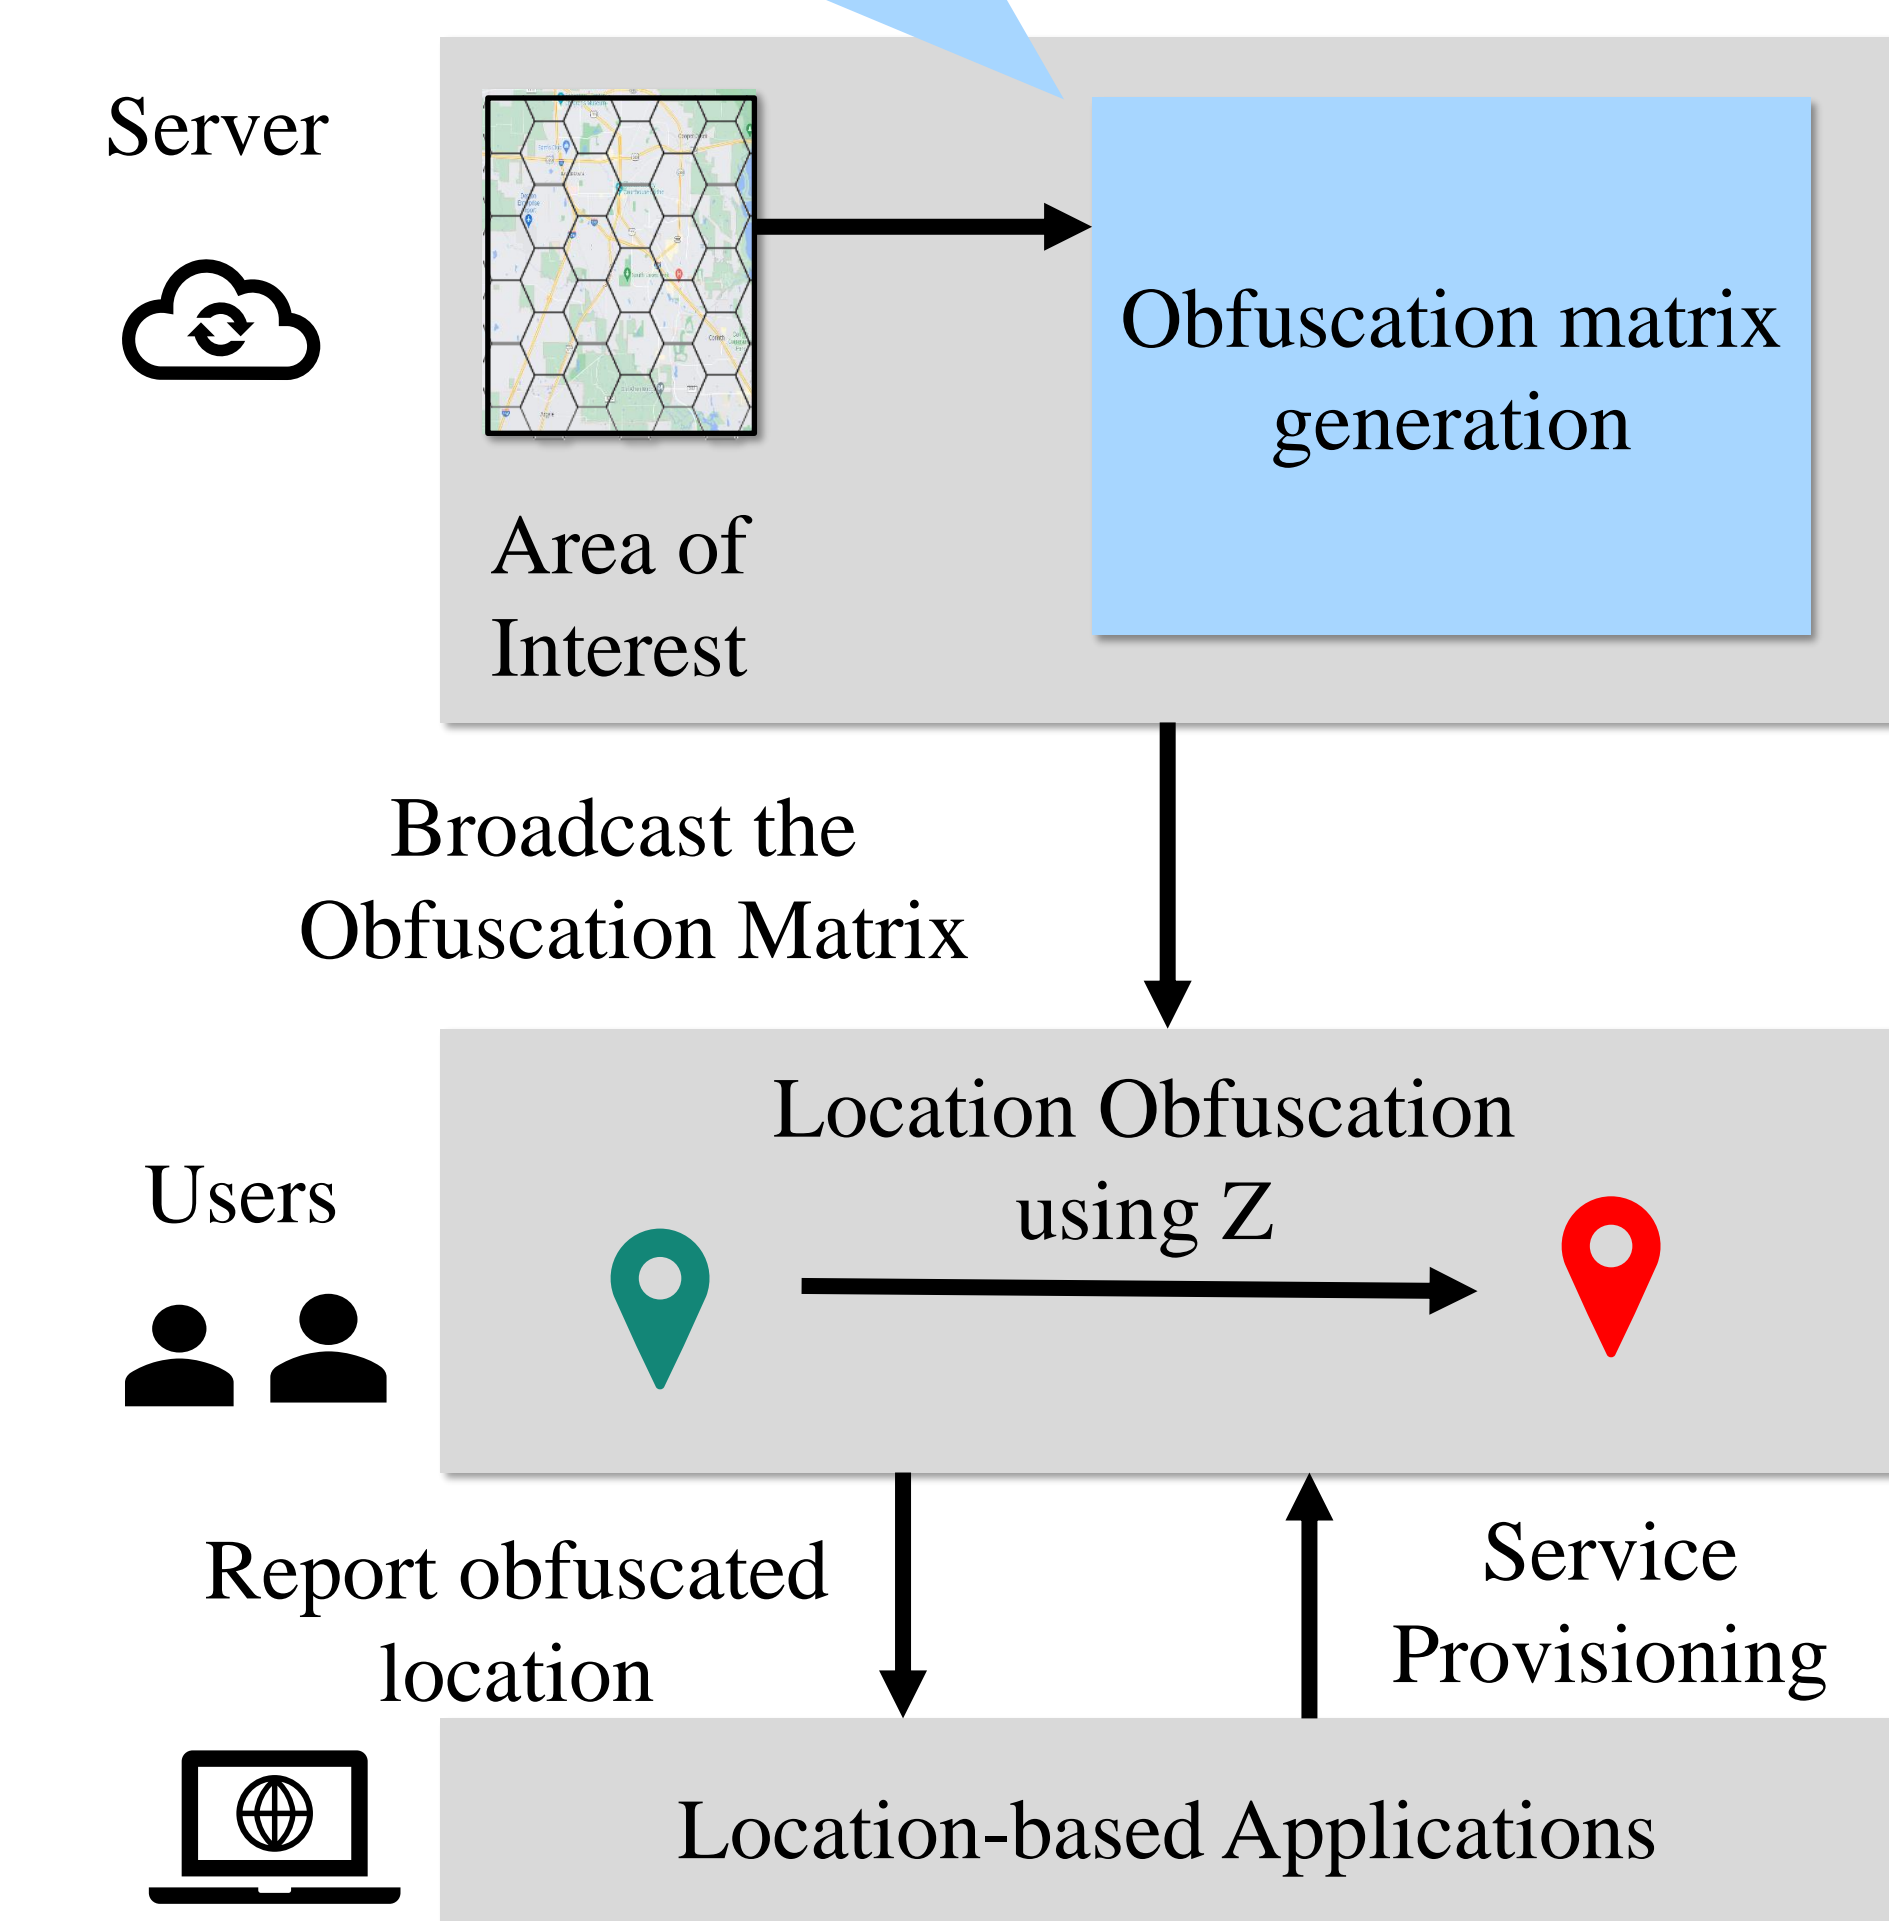 Server
Obfuscation matrix
generation
Area of
Interest
Broadcast the
Obfuscation Matrix
Location Obfuscation
using Z
Users
Report obfuscated
location
Service
Provisioning
Location-based Applications